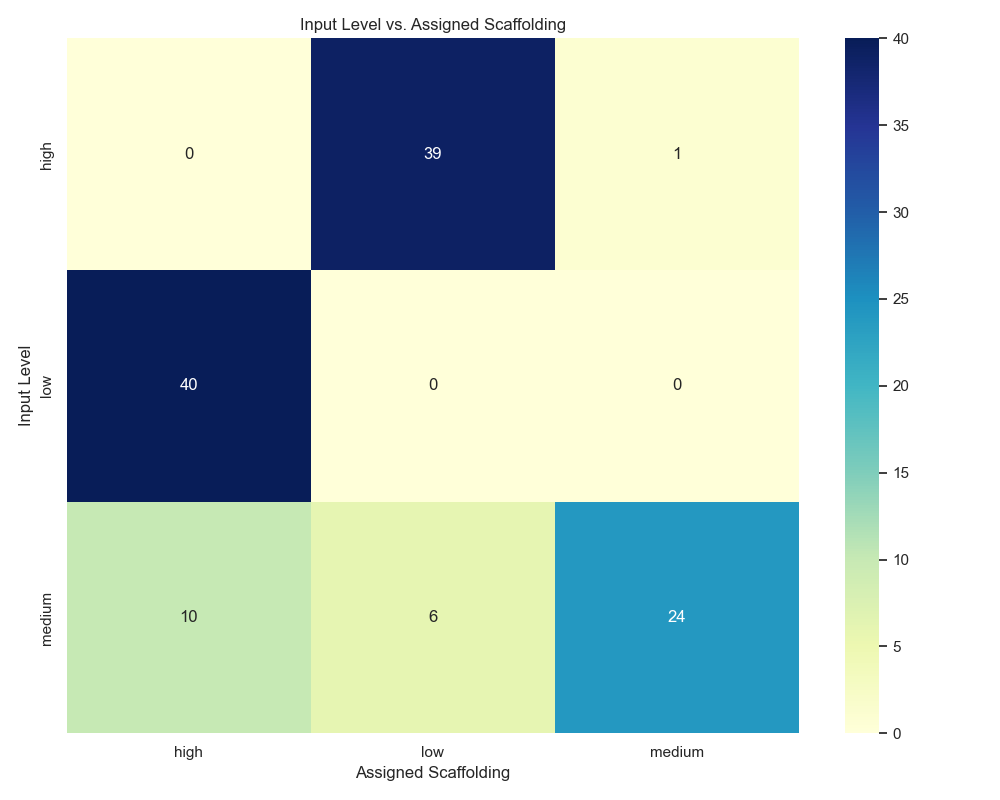 Input Level vs. Assigned Scaffolding
high
low
medium
Input Level
0 39 1
40 0 0
10 6 24
high low medium
Assigned Scaffolding
40
35
30
25
20
15
10
5
0